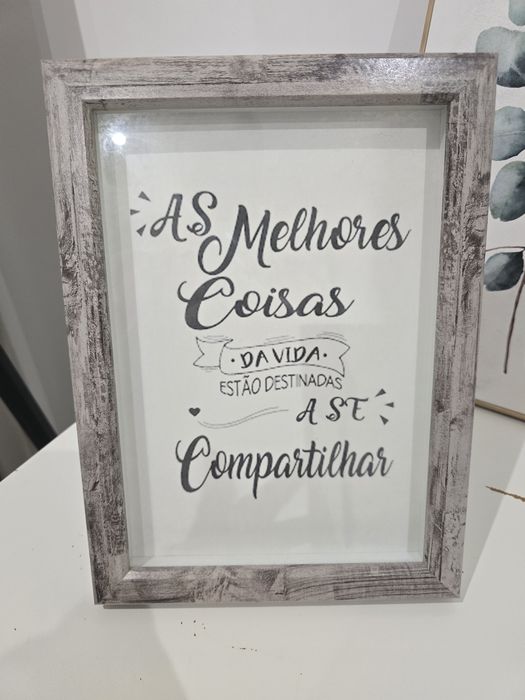 AS Melhores
Coisas
·DA VIDA·
ESTÃO DESTINADAS
A SE
Compartilhar